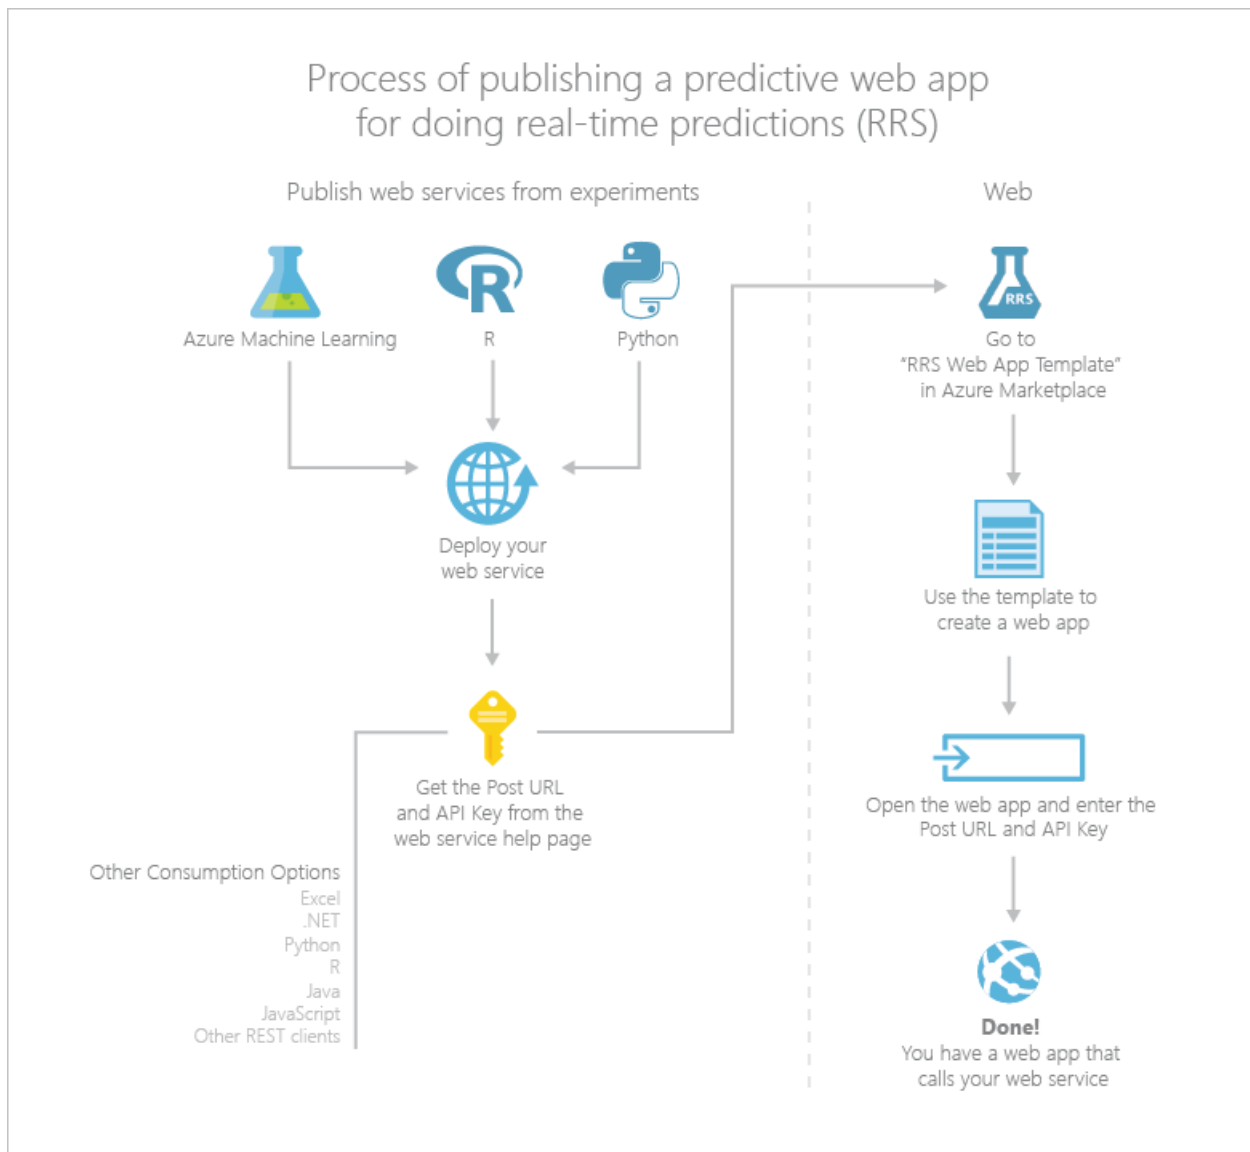 Process of publishing a predictive web app
for doing real-time predictions (RRS)
Publish web services from experiments
Azure Machine Learning
R
R
Python
Deploy your
web service
Get the Post URL
and API Key from the
web service help page
Other Consumption Options
Excel
.NET
Python
R
Java
JavaScript
Other REST clients
Web
RRS
Go to
“RRS Web App Template”
in Azure Marketplace
Use the template to
create a web app
Open the web app and enter the
Post URL and API Key
Done!
You have a web app that
calls your web service